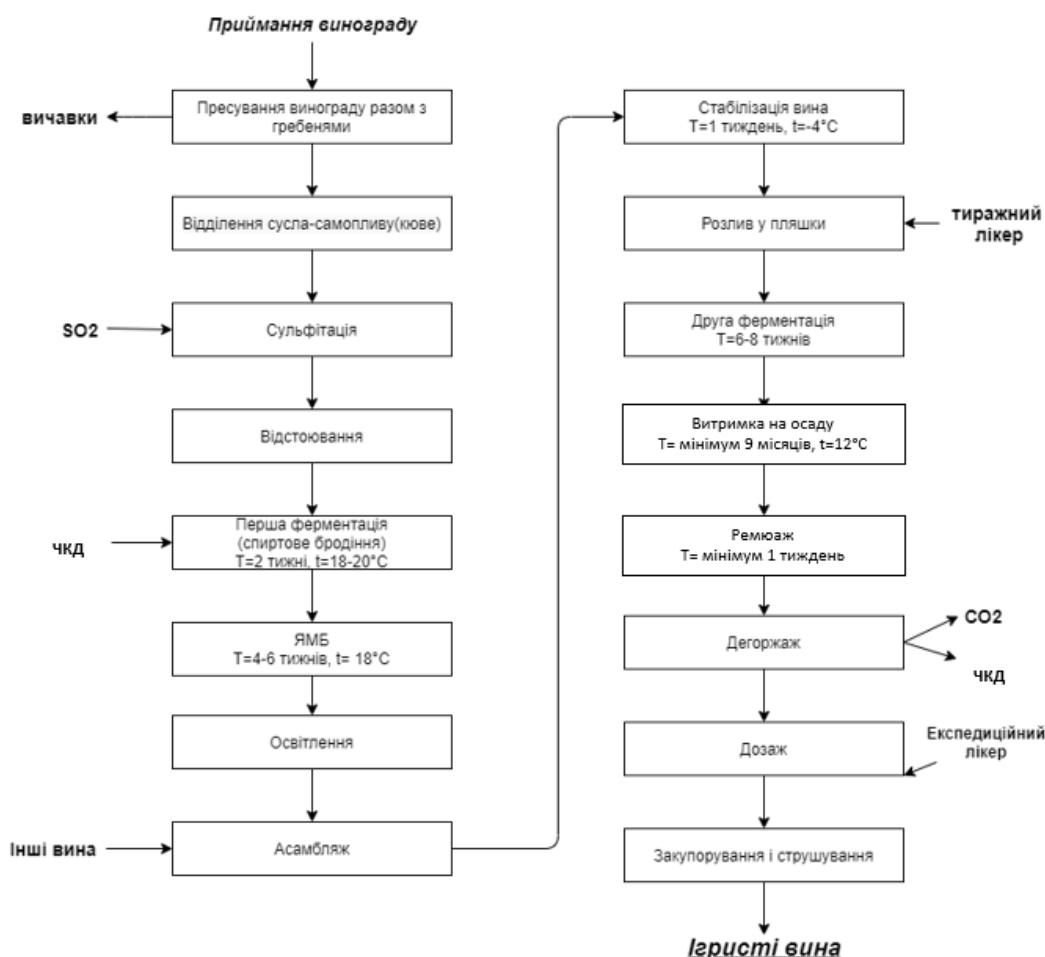 Приймання винограду
вичавки
Пресування винограду разом з
гребенями
Відділення сусла-самопливу(кюве)
SO2
Сульфітація
Відстоювання
ЧКД
Перша ферментація
(спиртове бродіння)
T=2 тижні, t=18-20°C
ЯМБ
T=4-6 тижнів, t= 18°C
Освітлення
Інші вина
Асамбляж
Стабілізація вина
T=1 тиждень, t=-4°C
Розлив у пляшки
тиражний
лікер
Друга ферментація
T=6-8 тижнів
Витримка на осаду
T= мінімум 9 місяців, t=12°C
Ремюаж
T= мінімум 1 тиждень
Дегоржаж
CO2
ЧКД
Дозаж
Експедиційний
лікер
Закупорування і струшування
Ігристі вина